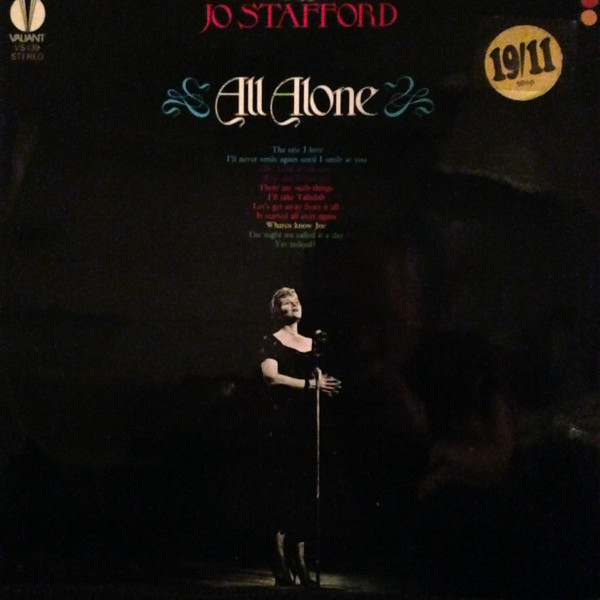 JO STAFFORD
VALIANT
VS 139
STEREO
19/11
All Alone
The one I love
I'll never smile again until I smile at you
There are such things
I'll take Tallulah
Let's get away from it all
It started all over again
Whatcu know Joe
The night we called it a day
Yes indeed!